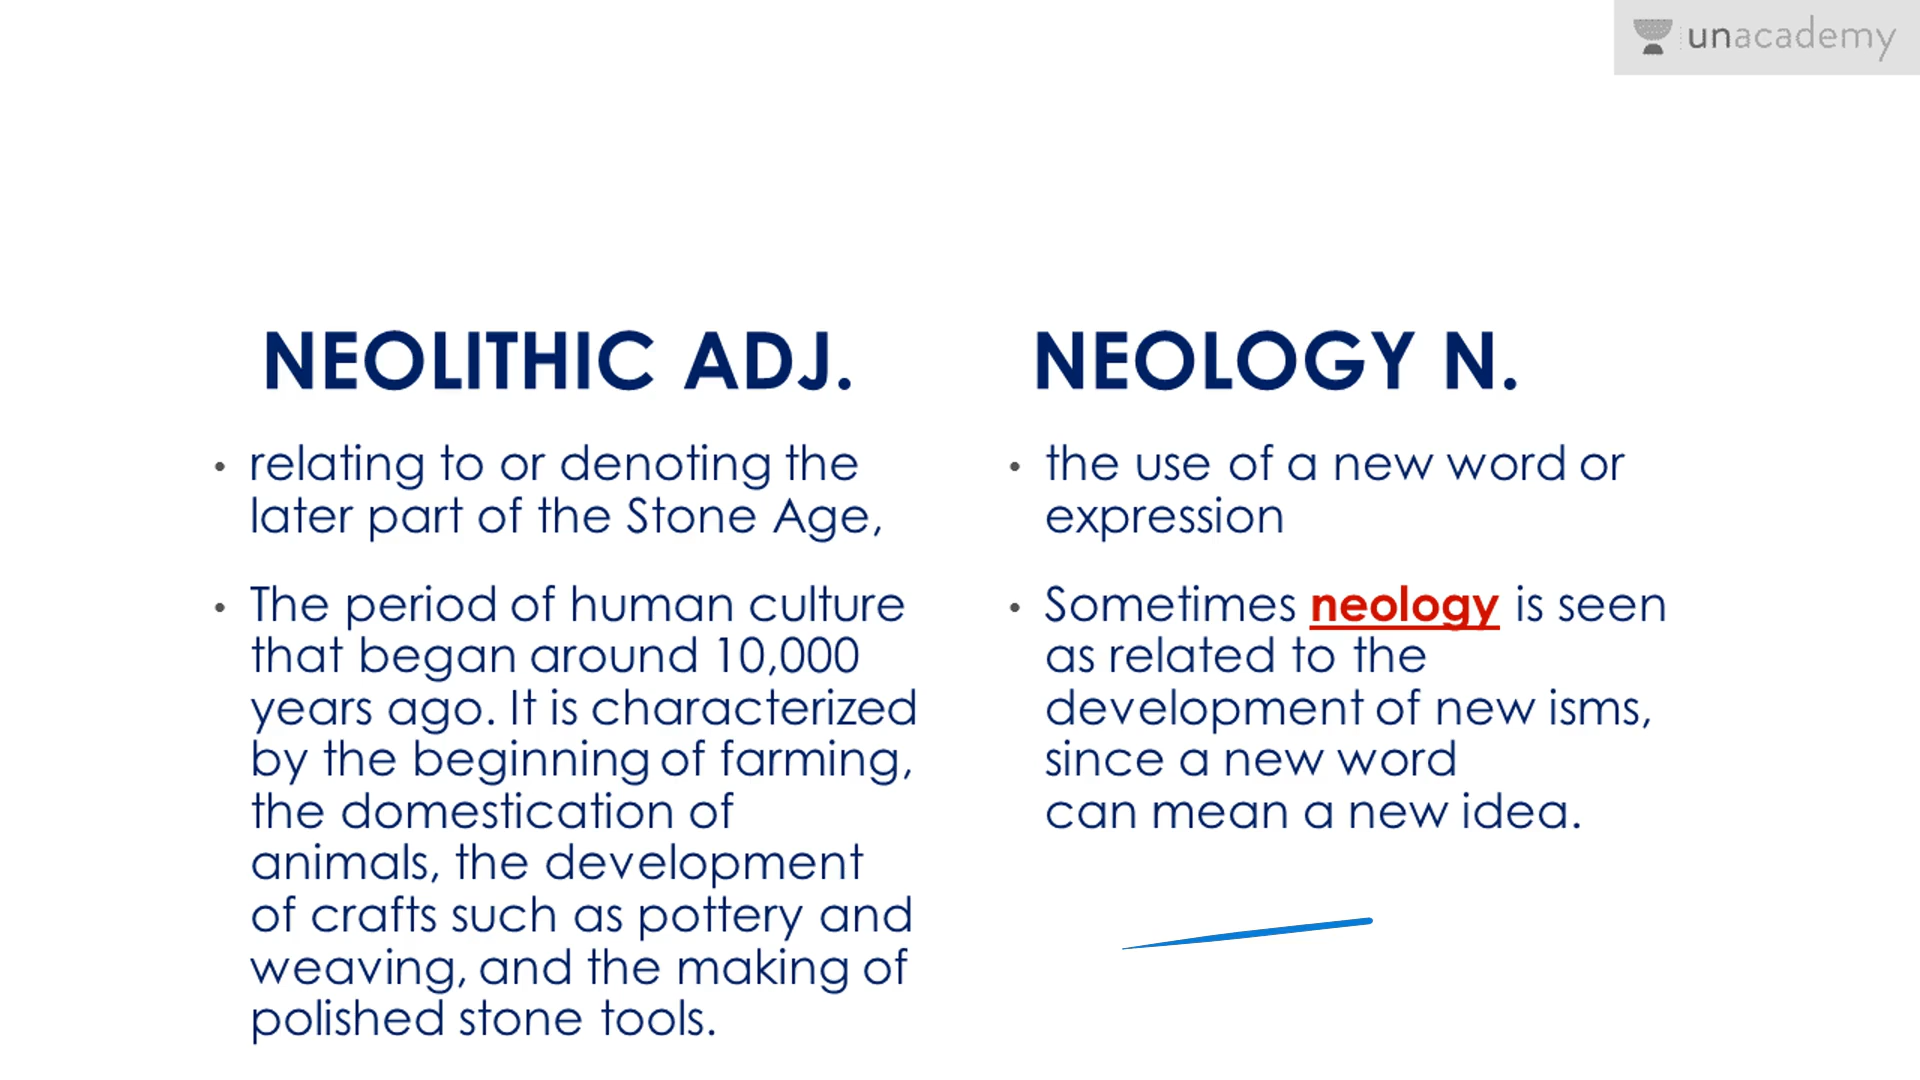 unacademy
NEOLITHIC ADJ.
relating to or denoting the
later part of the Stone Age,
The period of human culture
that began around 10,000
years ago. It is characterized
by the beginning of farming,
the domestication of
animals, the development
of crafts such as pottery and
weaving, and the making of
polished stone tools.
NEOLOGY N.
the use of a new word or
expression
Sometimes neology is seen
as related to the
development of new isms,
since a new word
can mean a new idea.